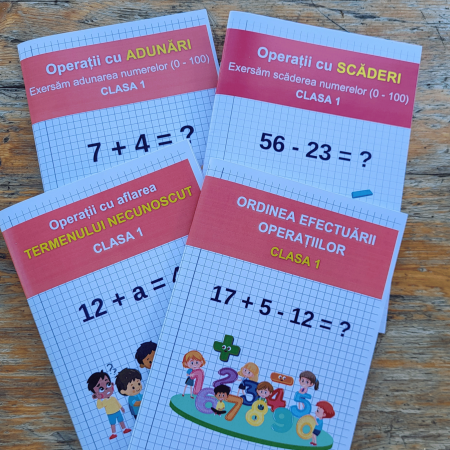 Operații cu ADUNĂRI
Exersăm adunarea numerelor (0 - 100)
CLASA 1
7 + 4 = ?
Operații cu SCĂDERI
Exersăm scăderea numerelor (0 - 100)
CLASA 1
56 - 23 = ?
Operații cu aflarea
TERMENULUI NECUNOSCUT
CLASA 1
12 + a =
ORDINEA EFECTUĂRII
OPERAȚIILOR
CLASA 1
17 + 5 - 12 = ?